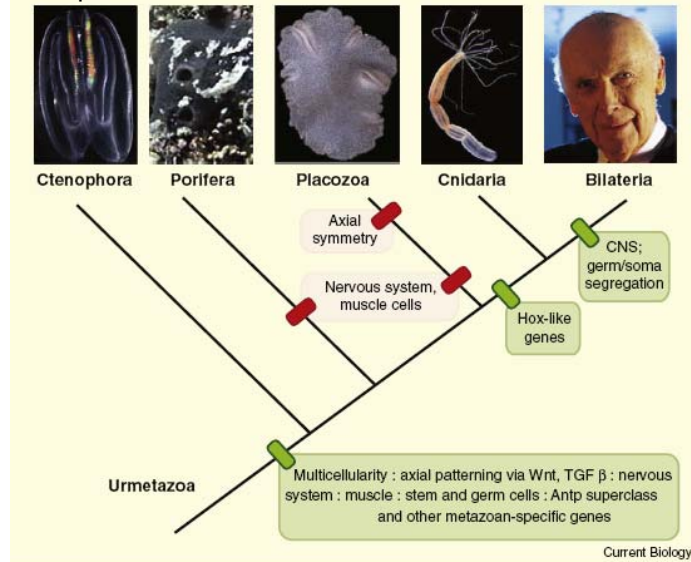 Ctenophora
Porifera
Placozoa
Cnidaria
Bilateria
Axial
symmetry
CNS;
germ/soma
segregation
Nervous system,
muscle cells
Hox-like
genes
Urmetazoa
Multicellularity : axial patterning via Wnt, TGF β : nervous
system : muscle : stem and germ cells : Antp superclass
and other metazoan-specific genes
Current Biology